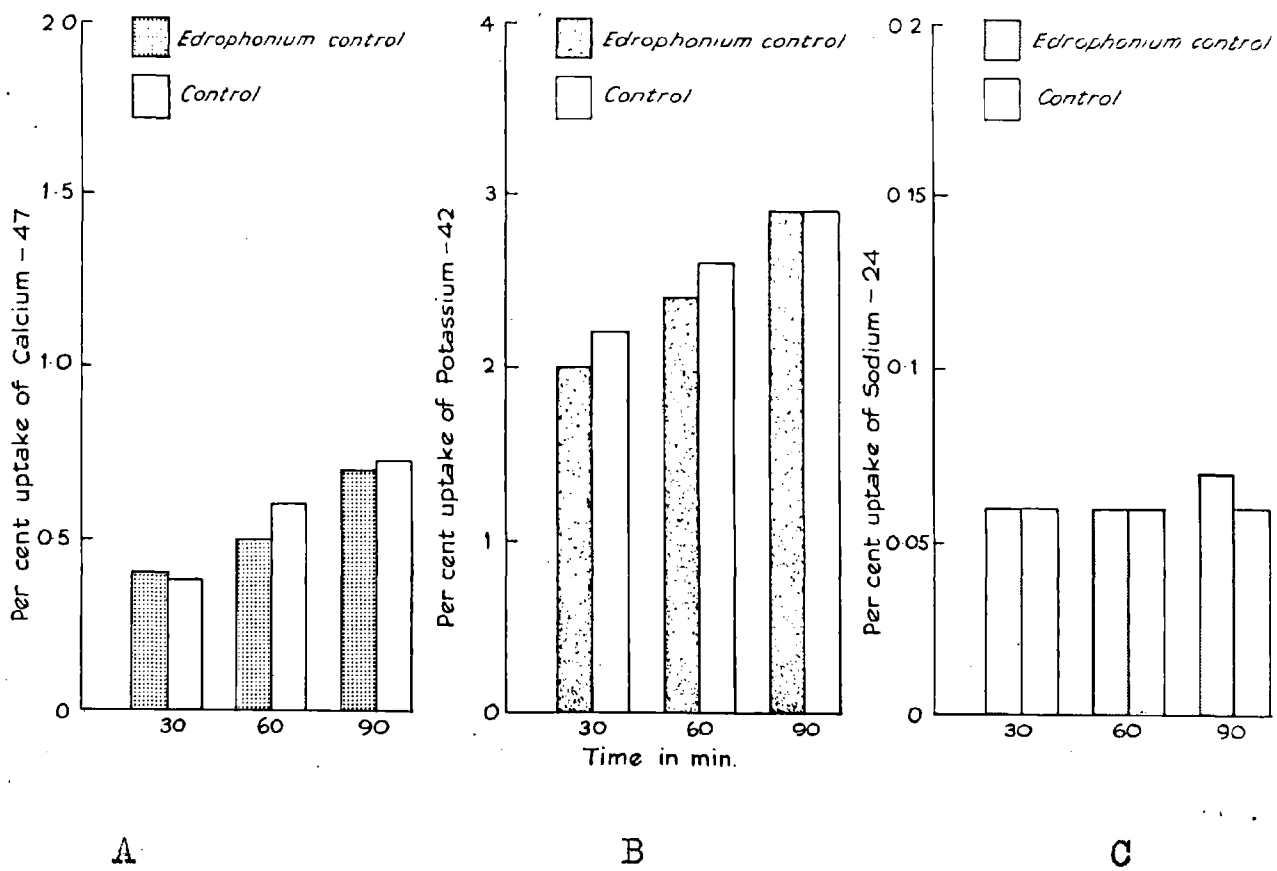 Per cent uptake of Calcium - 47
2.0
1.5
1.0
0.5
0
Edrophonium control
Control
30 60 90
A
Per cent uptake of Potassium - 42
4
3
2
1
0
Edrophonium control
Control
30 60 90
Time in min.
B
Per cent uptake of Sodium - 24
0.2
0.15
0.1
0.05
0
Edrophonium control
Control
30 60 90
C